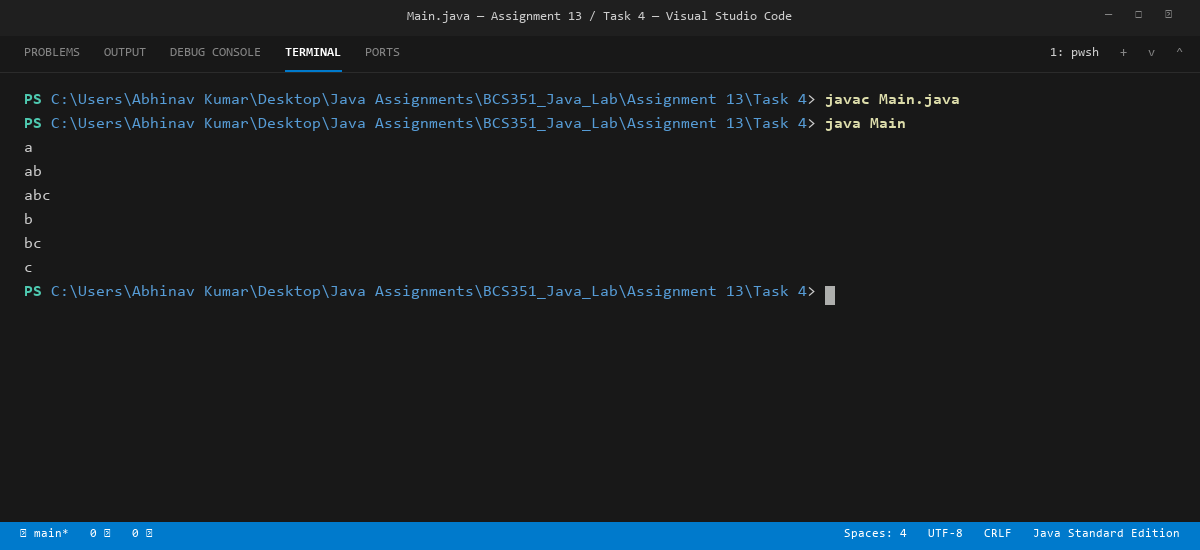 Main.java — Assignment 13 / Task 4 — Visual Studio Code
PROBLEMS OUTPUT DEBUG CONSOLE TERMINAL PORTS 1: pwsh + v ^
PS C:\Users\Abhinav Kumar\Desktop\Java Assignments\BCS351_Java_Lab\Assignment 13\Task 4> javac Main.java
PS C:\Users\Abhinav Kumar\Desktop\Java Assignments\BCS351_Java_Lab\Assignment 13\Task 4> java Main
a
ab
abc
b
bc
c
PS C:\Users\Abhinav Kumar\Desktop\Java Assignments\BCS351_Java_Lab\Assignment 13\Task 4>
main* 0 0 Spaces: 4 UTF-8 CRLF Java Standard Edition